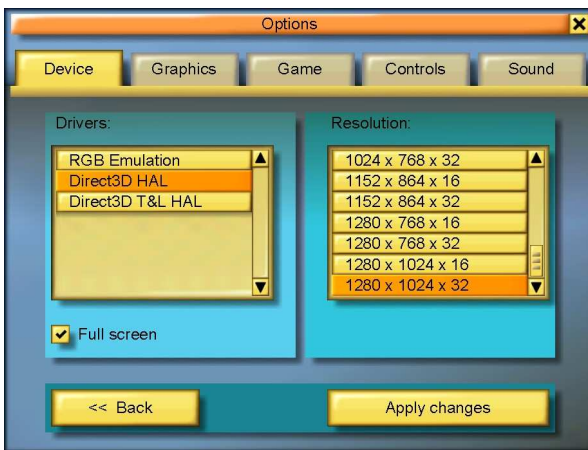 Options
Device
Graphics
Game
Controls
Sound
Drivers:
RGB Emulation
Direct3D HAL
Direct3D T&L HAL
Full screen
Resolution:
1024 x 768 x 32
1152 x 864 x 16
1152 x 864 x 32
1280 x 768 x 16
1280 x 768 x 32
1280 x 1024 x 16
1280 x 1024 x 32
<< Back
Apply changes